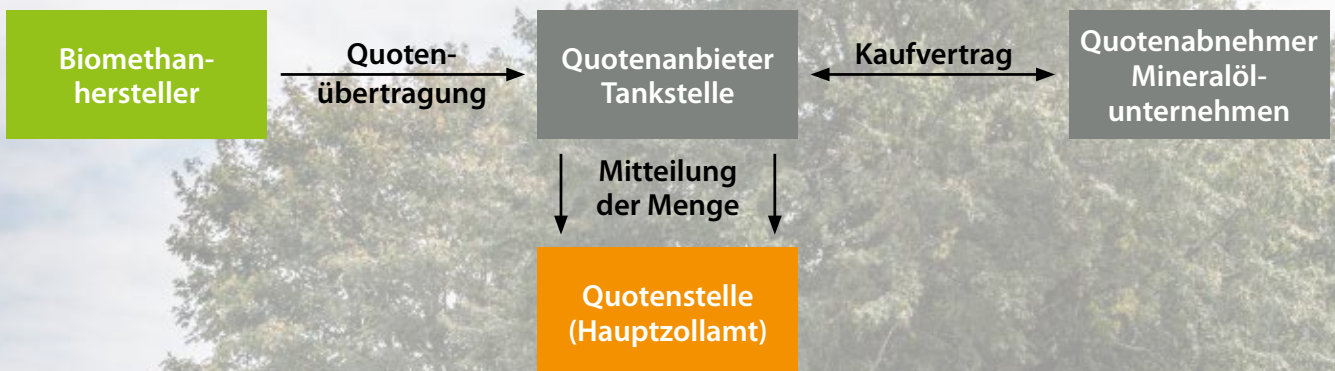 Biomethan-
hersteller
Quoten-
übertragung
Quotenanbieter
Tankstelle
Kaufvertrag
Quotenabnehmer
Mineralöl-
unternehmen
Mitteilung
der Menge
Quotenstelle
(Hauptzollamt)